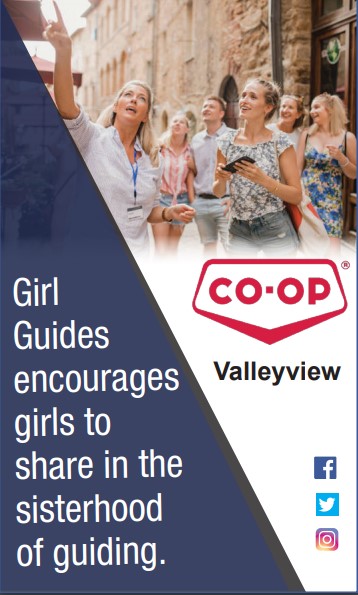 CO-OP®
Valleyview
Girl
Guides
encourages
girls to
share in the
sisterhood
of guiding.